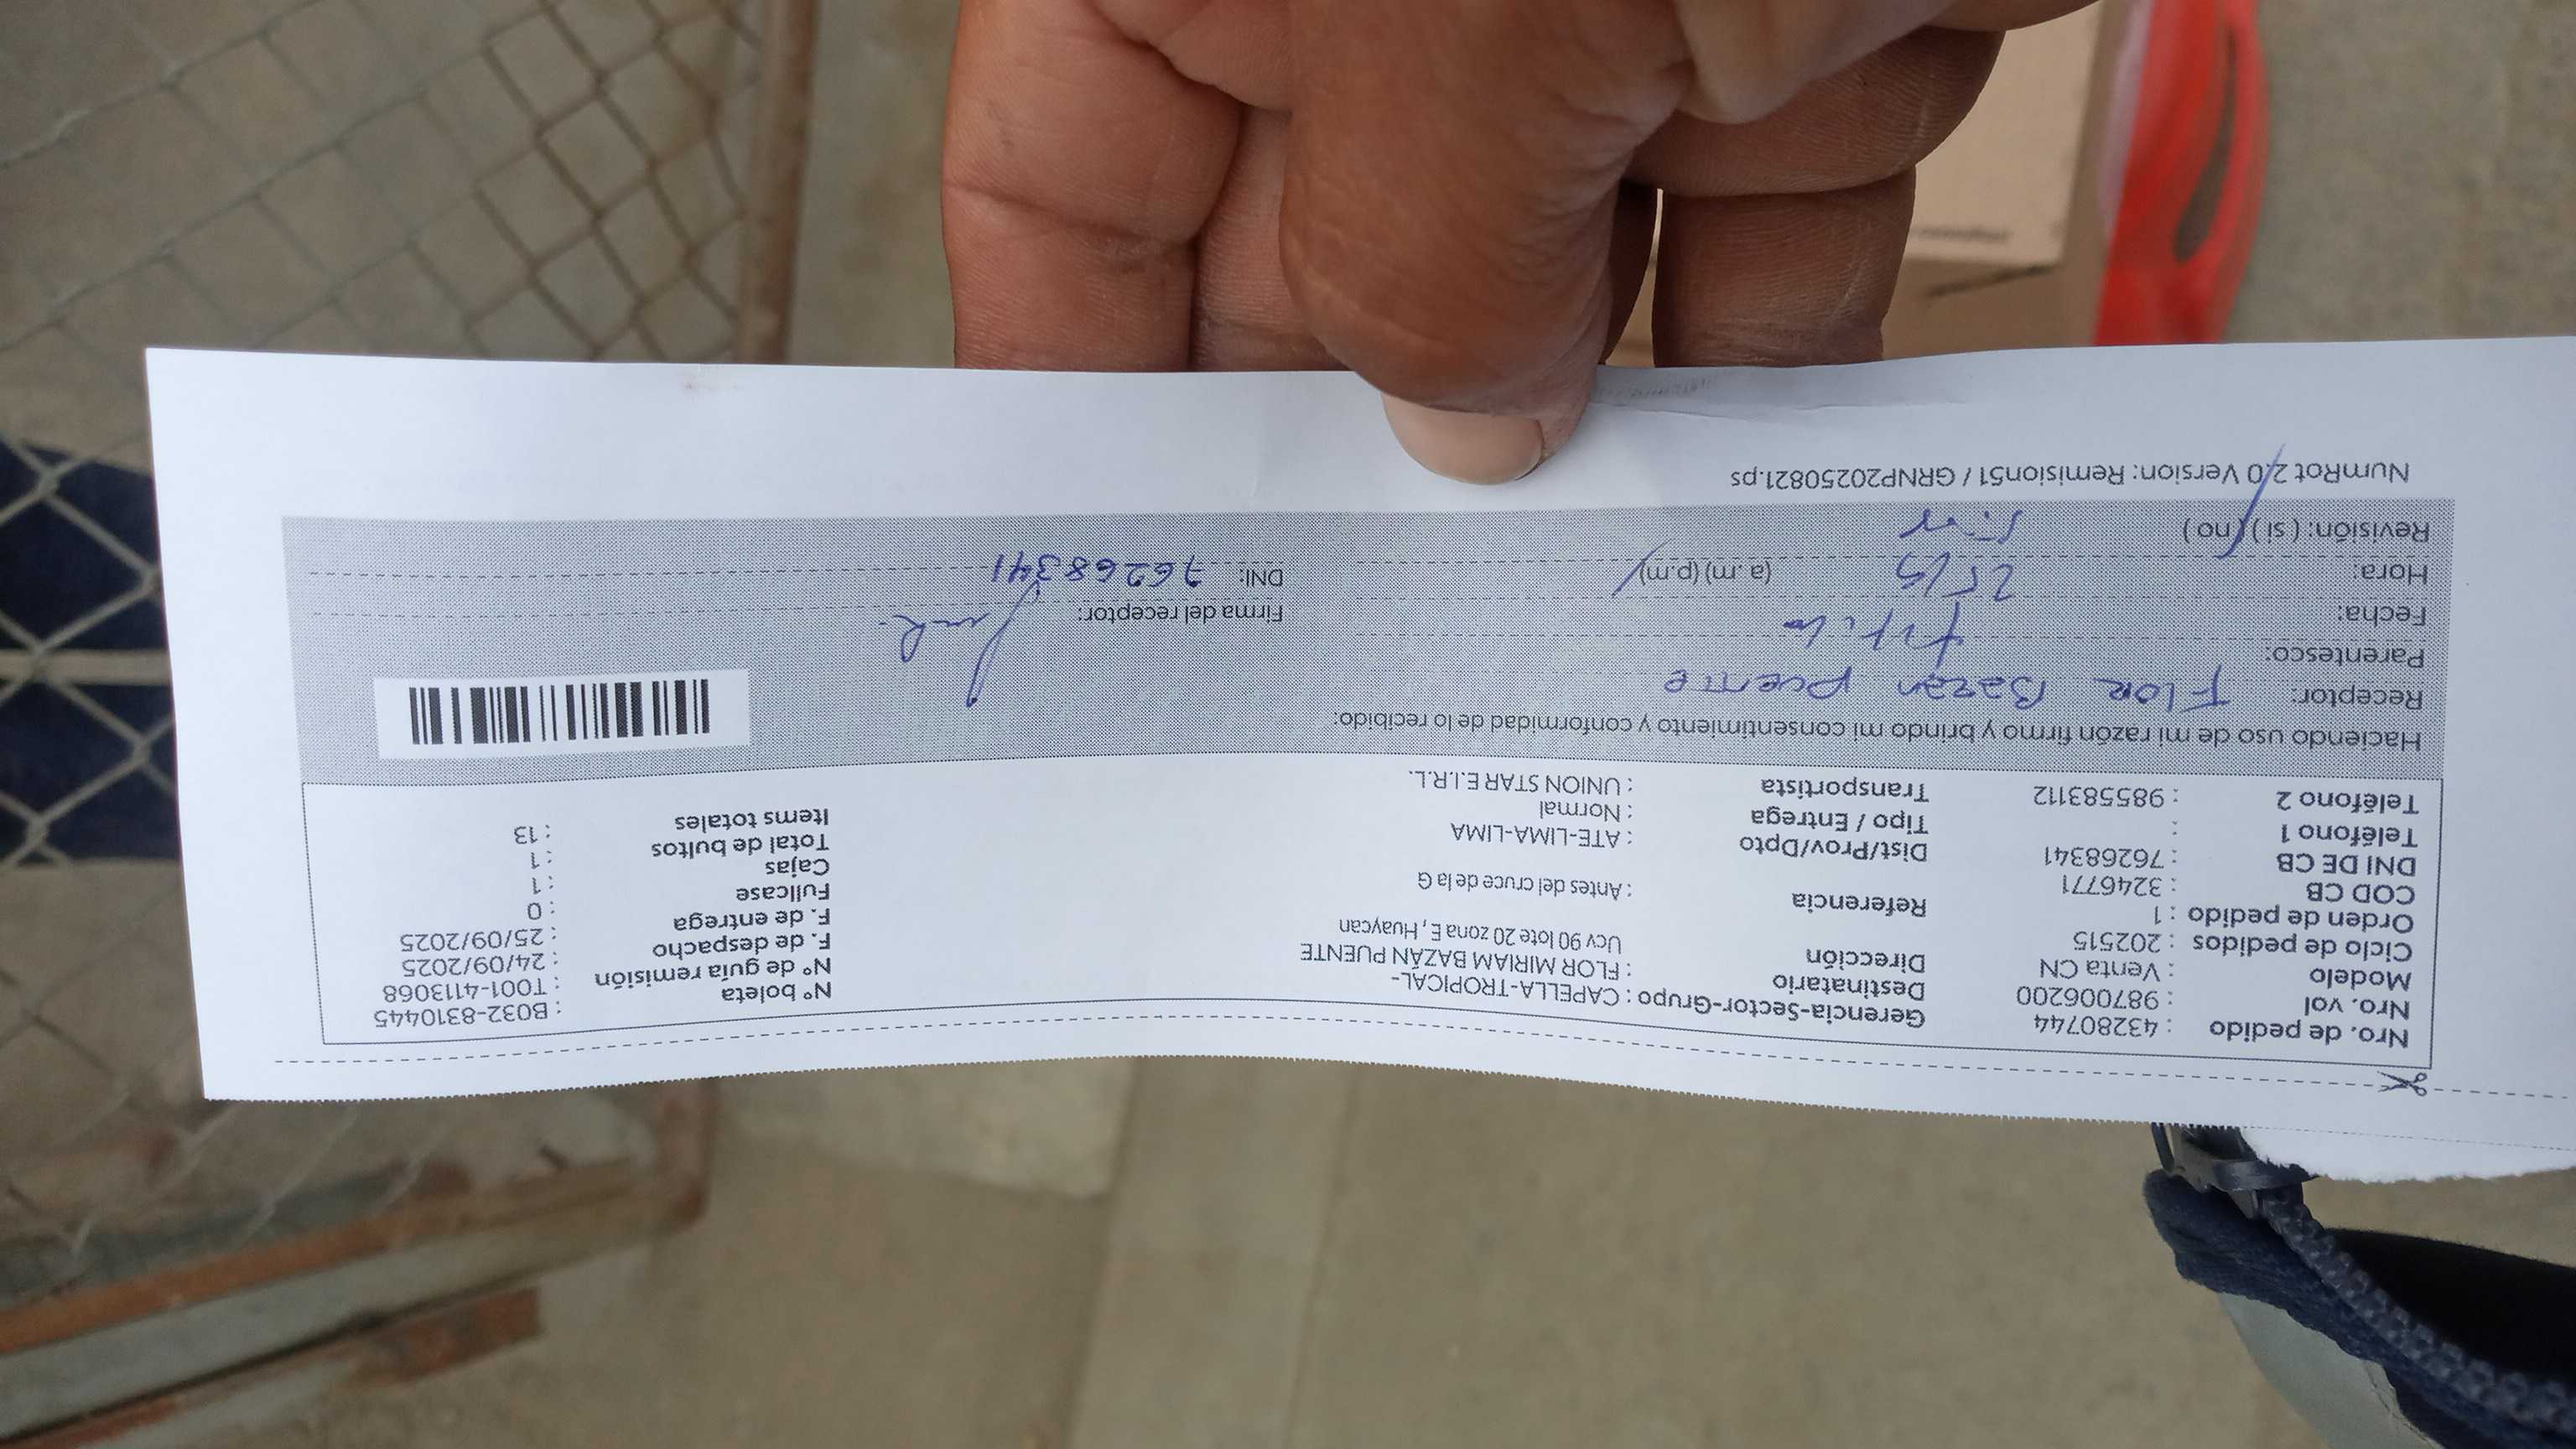 Nro. de pedido : 43280744
Nro. vol : 987006200
Modelo : Venta CN
Ciclo de pedidos : 202515
Orden de pedido : 1
COD CB : 3246771
DNI DE CB : 76268341
Teléfono 1 :
Teléfono 2 : 985583112
Gerencia-Sector-Grupo : CAPELLA-TROPICAL-
Destinatario : FLOR MIRIAM BAZÁN PUENTE
Dirección Ucv 90 lote 20 zona E, Huaycan
Referencia : Antes del cruce de la G
Dist/Prov/Dpto : ATE-LIMA-LIMA
Tipo / Entrega : Normal
Transportista : UNION STAR E.I.R.L.
N° boleta : B032-8310445
N° de guía remisión : T001-4113068
F. de despacho : 24/09/2025
F. de entrega : 25/09/2025
Fullcase : 0
Cajas : 1
Total de bultos : 1
Items totales : 13
Haciendo uso de mi razón firmo y brindo mi consentimiento y conformidad de lo recibido:
Receptor: Flor Bazan puente
Parentesco:
Fecha:
Hora: (a.m) (p.m)
Revisión: ( si ) ( no )
Firma del receptor:
DNI: 76268341
NumRot 2.0 Version: Remision51 / GRNP20250821.ps